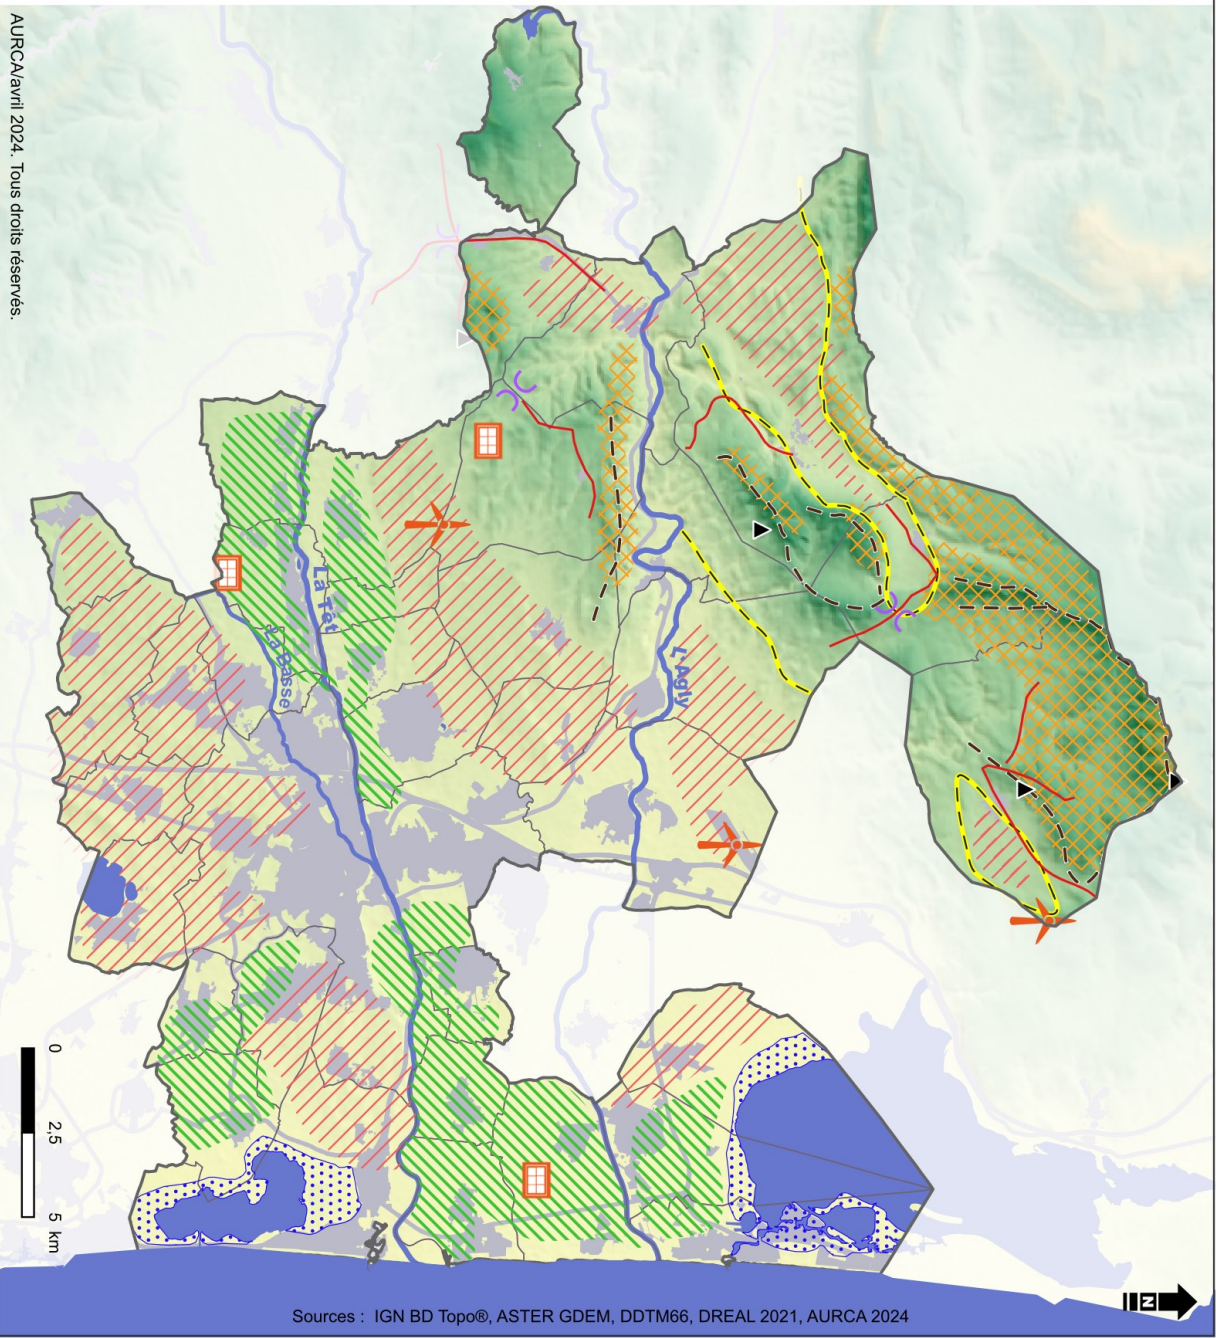 AURCA/avril 2024. Tous droits réservés.
L'Agly
La Têt
La Basse
0 2,5 5 km
N
Sources : IGN BD Topo®, ASTER GDEM, DDTM66, DREAL 2021, AURCA 2024